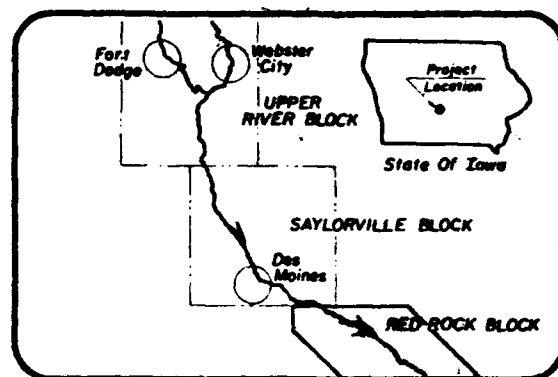 Fort
Dodge
Webster
City
UPPER
RIVER BLOCK
Project
Location
State Of Iowa
SAYLORVILLE BLOCK
Des
Moines
RED ROCK BLOCK